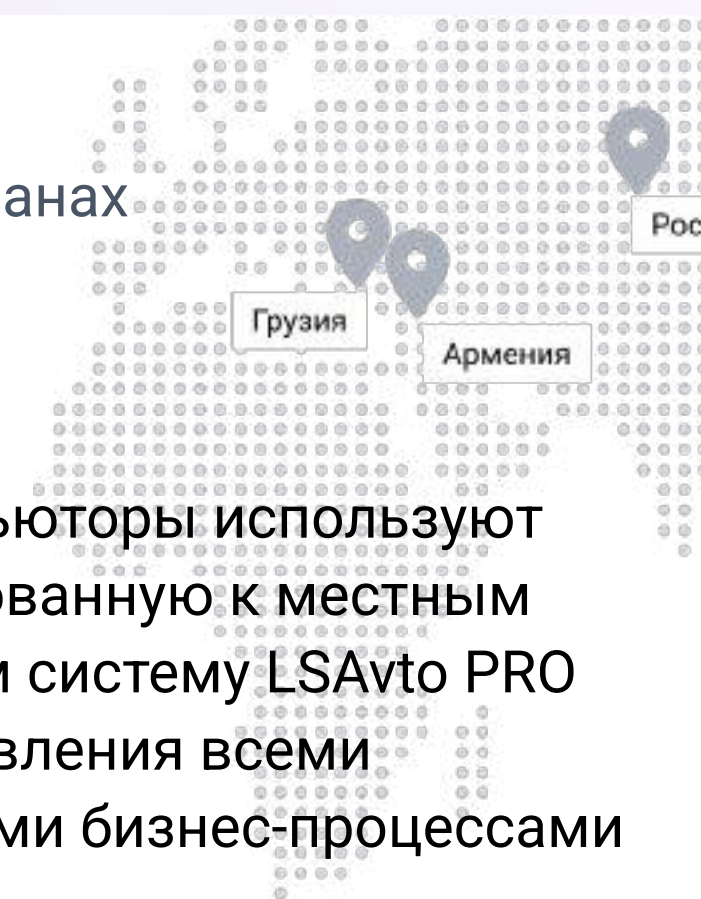 анах
Рос
Грузия
Армения
ьюторы используют
ованную к местным
и систему LSAvto PRO
вления всеми
ми бизнес-процессами